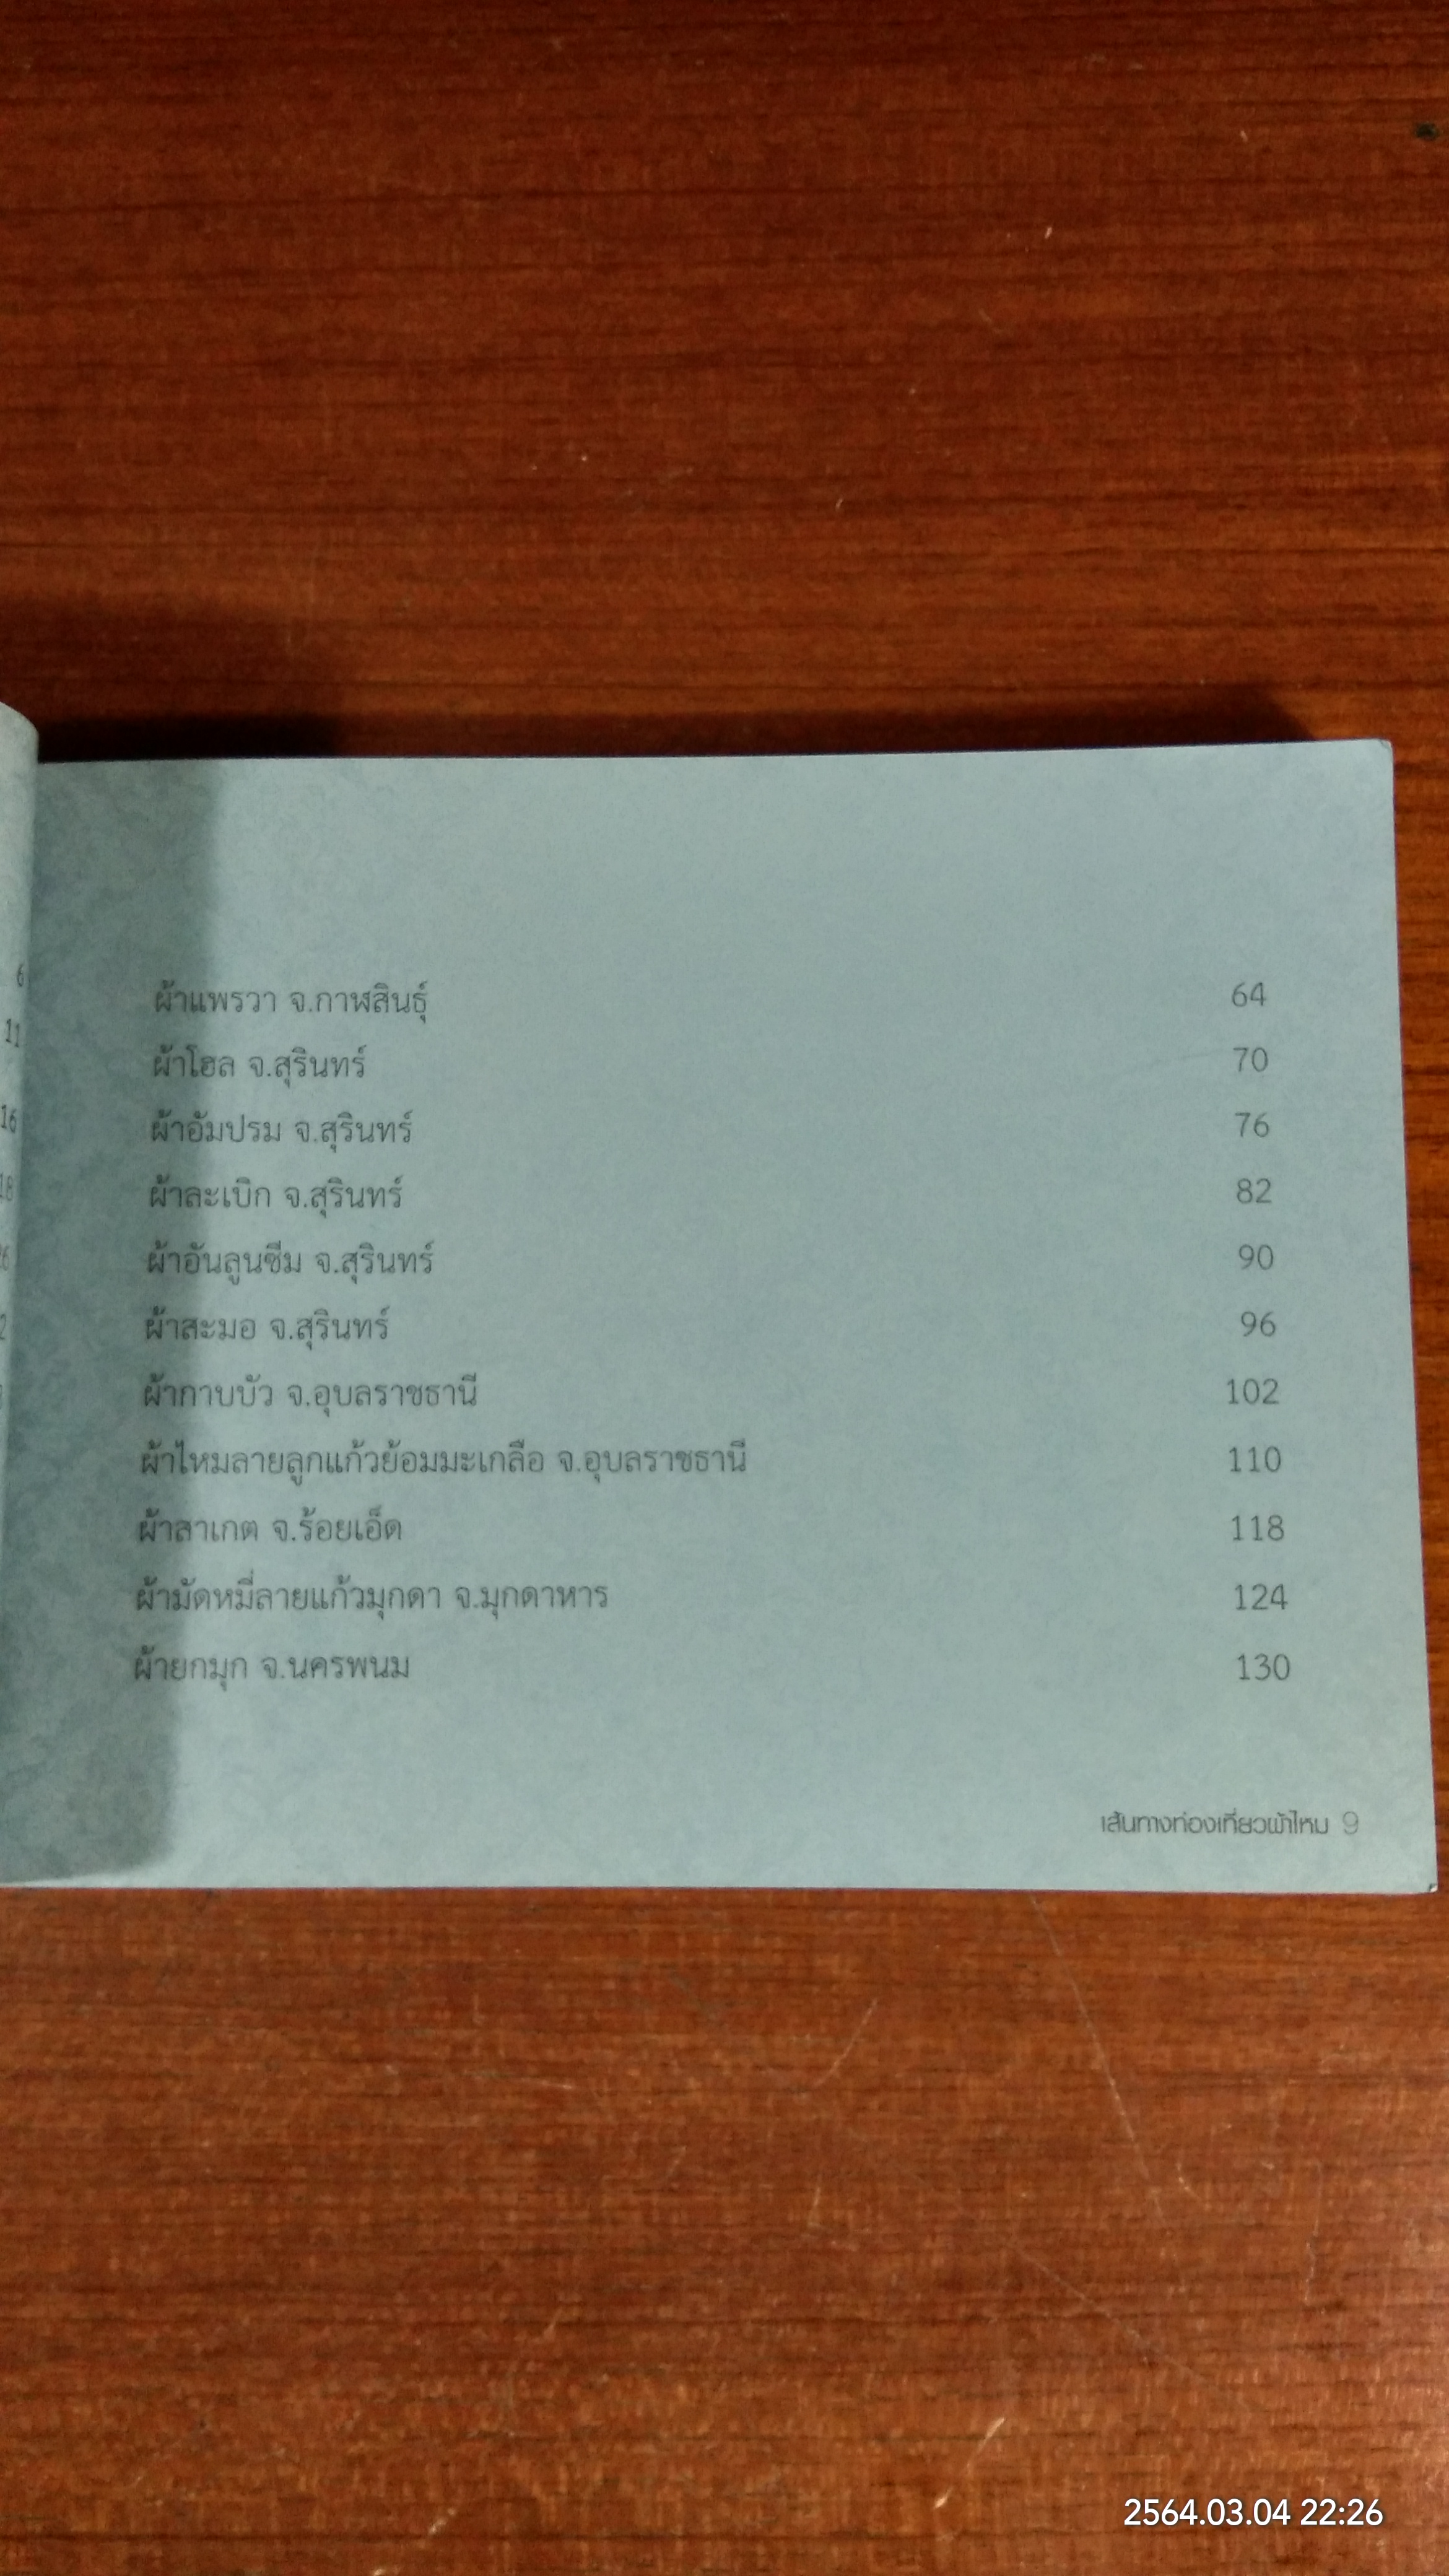 6
11
16
18
ผ้าแพรวา จ.กาฬสินธุ์ 64
ผ้าโฮล จ.สุรินทร์ 70
ผ้าอัมปรม จ.สุรินทร์ 76
ผ้าละเบิก จ.สุรินทร์ 82
ผ้าอันลูนซีม จ.สุรินทร์ 90
ผ้าสะมอ จ.สุรินทร์ 96
ผ้ากาบบัว จ.อุบลราชธานี 102
ผ้าไหมลายลูกแก้วย้อมมะเกลือ จ.อุบลราชธานี 110
ผ้าสาเกต จ.ร้อยเอ็ด 118
ผ้ามัดหมี่ลายแก้วมุกดา จ.มุกดาหาร 124
ผ้ายกมุก จ.นครพนม 130
เส้นทางท่องเที่ยวผ้าไหม 9
2564.03.04 22:26